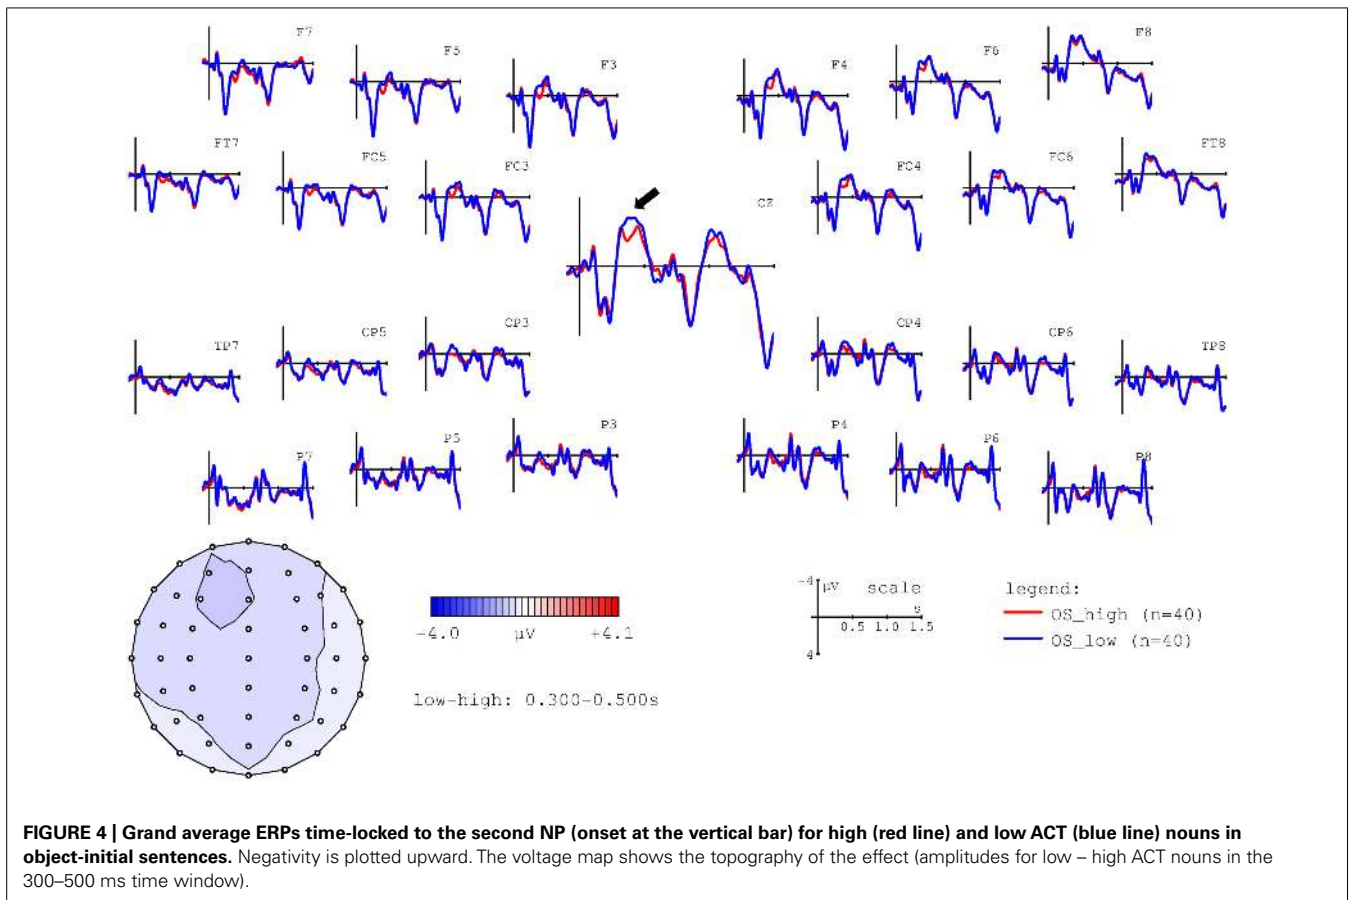 F7 F5 F3 F4 F6 F8
FT7 FC5 FC3 CZ FC4 FC6 FT8
TP7 CP5 CP3 CP4 CP6 TP8
P7 P5 P3 P4 P6 P8
-4 μV scale
s
0.5 1.0 1.5
4
legend:
OS_high (n=40)
OS_low (n=40)
-4.0 μV +4.1
low-high: 0.300-0.500s
FIGURE 4 | Grand average ERPs time-locked to the second NP (onset at the vertical bar) for high (red line) and low ACT (blue line) nouns in
object-initial sentences. Negativity is plotted upward. The voltage map shows the topography of the effect (amplitudes for low – high ACT nouns in the
300–500 ms time window).